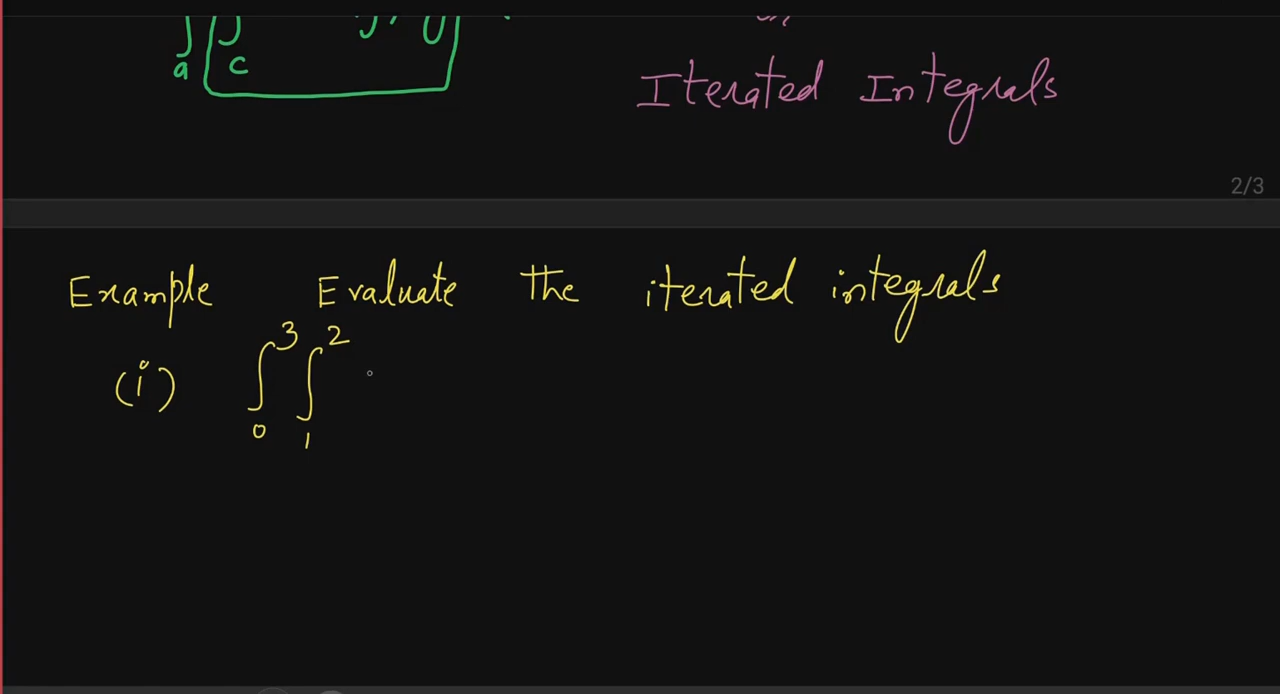 a c
Iterated Integrals
2/3
Example Evaluate the iterated integrals
(i) ∫₀³ ∫₁²